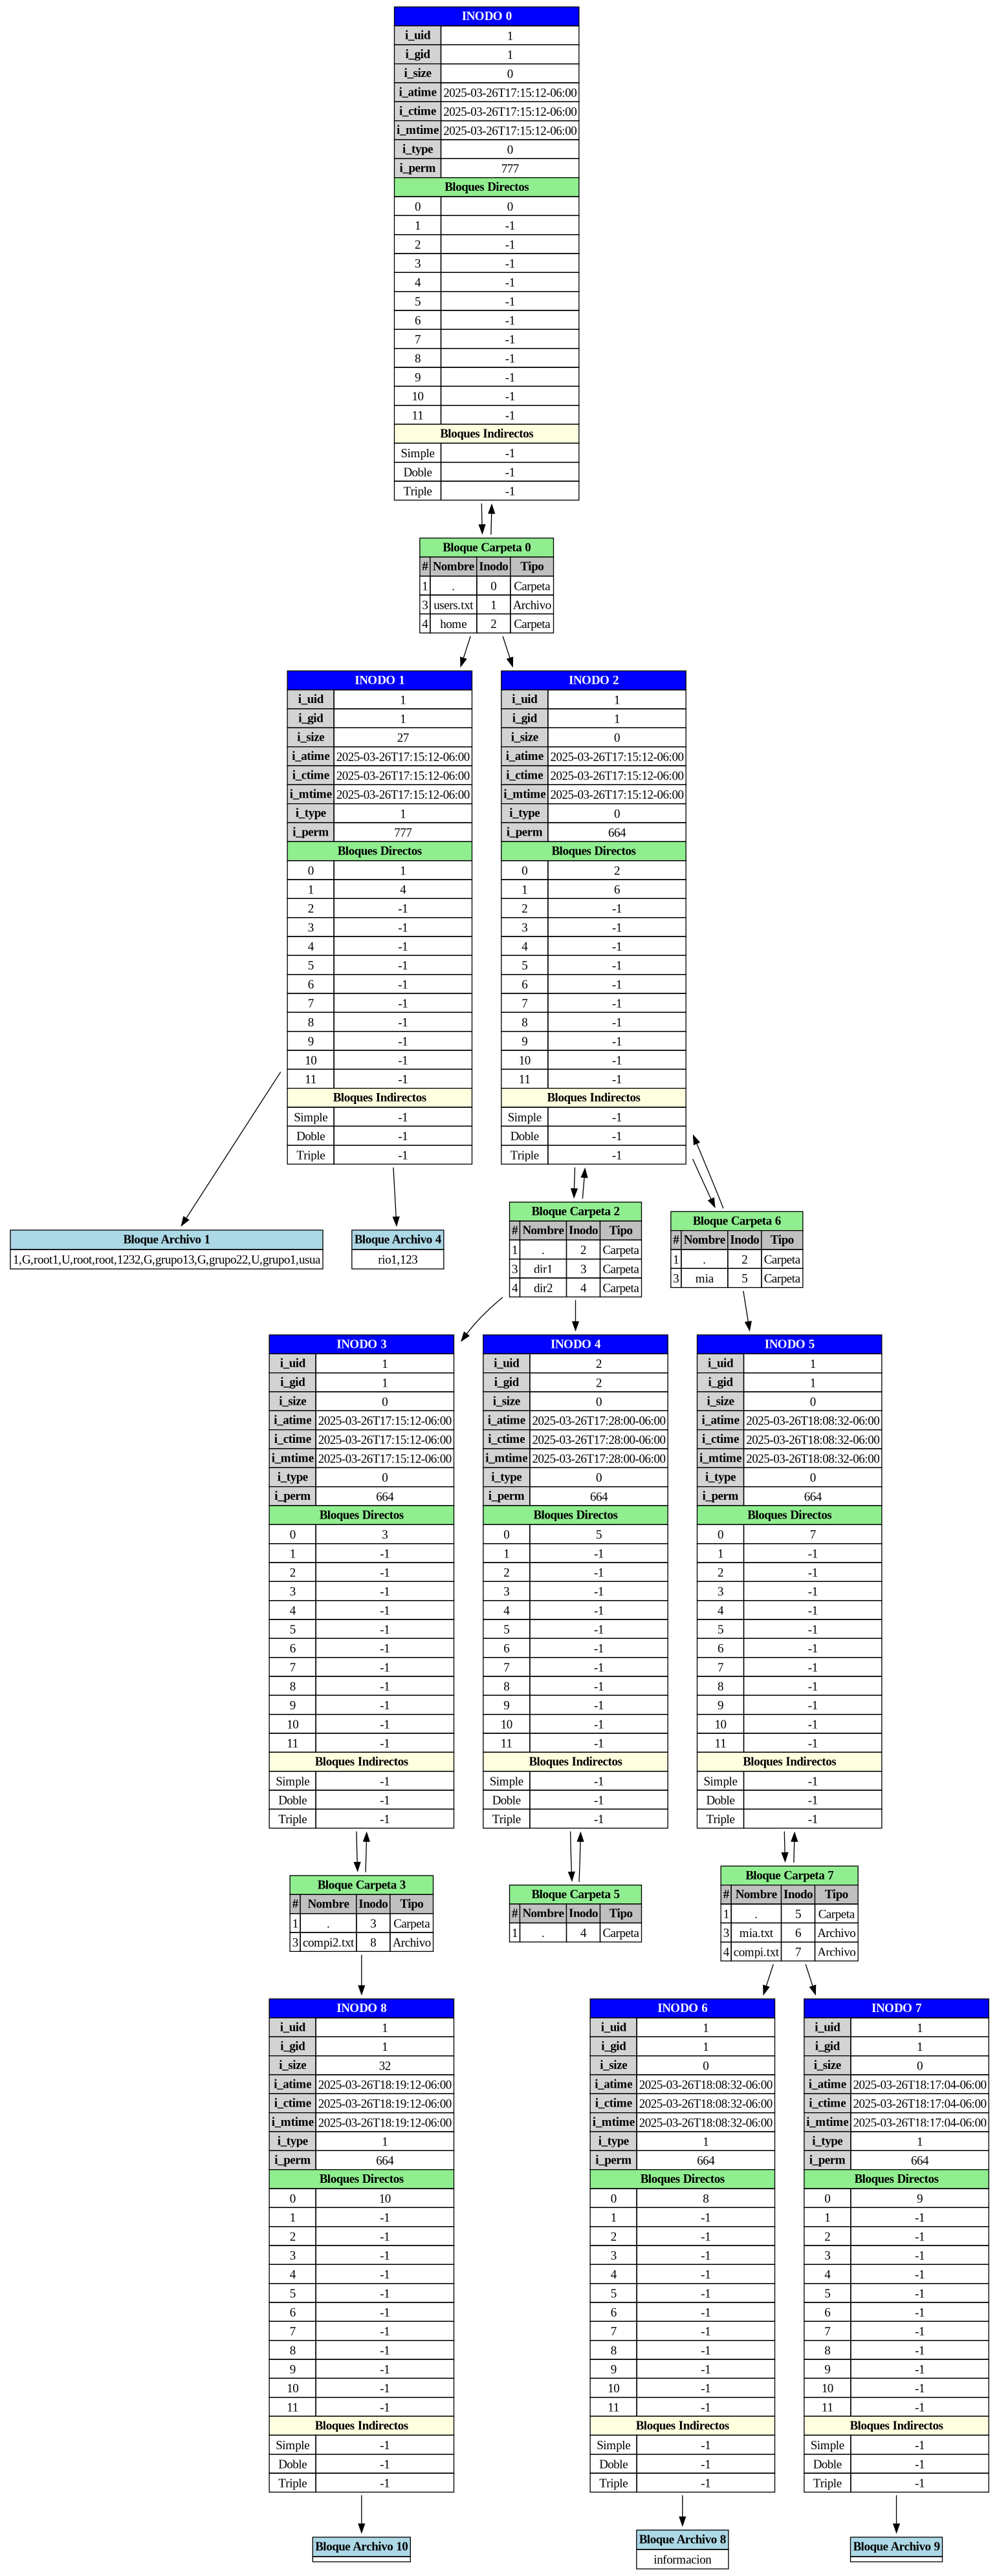 INODO 0
i_uid 1
i_gid 1
i_size 0
i_atime 2025-03-26T17:15:12-06:00
i_ctime 2025-03-26T17:15:12-06:00
i_mtime 2025-03-26T17:15:12-06:00
i_type 0
i_perm 777
Bloques Directos
0 0
1 -1
2 -1
3 -1
4 -1
5 -1
6 -1
7 -1
8 -1
9 -1
10 -1
11 -1
Bloques Indirectos
Simple -1
Doble -1
Triple -1
Bloque Carpeta 0
# Nombre Inodo Tipo
1 . 0 Carpeta
3 users.txt 1 Archivo
4 home 2 Carpeta
INODO 1
i_uid 1
i_gid 1
i_size 27
i_atime 2025-03-26T17:15:12-06:00
i_ctime 2025-03-26T17:15:12-06:00
i_mtime 2025-03-26T17:15:12-06:00
i_type 1
i_perm 777
Bloques Directos
0 1
1 4
2 -1
3 -1
4 -1
5 -1
6 -1
7 -1
8 -1
9 -1
10 -1
11 -1
Bloques Indirectos
Simple -1
Doble -1
Triple -1
INODO 2
i_uid 1
i_gid 1
i_size 0
i_atime 2025-03-26T17:15:12-06:00
i_ctime 2025-03-26T17:15:12-06:00
i_mtime 2025-03-26T17:15:12-06:00
i_type 0
i_perm 664
Bloques Directos
0 2
1 6
2 -1
3 -1
4 -1
5 -1
6 -1
7 -1
8 -1
9 -1
10 -1
11 -1
Bloques Indirectos
Simple -1
Doble -1
Triple -1
Bloque Archivo 1
1,G,root1,U,root,root,1232,G,grupo13,G,grupo22,U,grupo1,usua
Bloque Archivo 4
rio1,123
Bloque Carpeta 2
# Nombre Inodo Tipo
1 . 2 Carpeta
3 dir1 3 Carpeta
4 dir2 4 Carpeta
Bloque Carpeta 6
# Nombre Inodo Tipo
1 . 2 Carpeta
3 mia 5 Carpeta
INODO 3
i_uid 1
i_gid 1
i_size 0
i_atime 2025-03-26T17:15:12-06:00
i_ctime 2025-03-26T17:15:12-06:00
i_mtime 2025-03-26T17:15:12-06:00
i_type 0
i_perm 664
Bloques Directos
0 3
1 -1
2 -1
3 -1
4 -1
5 -1
6 -1
7 -1
8 -1
9 -1
10 -1
11 -1
Bloques Indirectos
Simple -1
Doble -1
Triple -1
INODO 4
i_uid 2
i_gid 2
i_size 0
i_atime 2025-03-26T17:28:00-06:00
i_ctime 2025-03-26T17:28:00-06:00
i_mtime 2025-03-26T17:28:00-06:00
i_type 0
i_perm 664
Bloques Directos
0 5
1 -1
2 -1
3 -1
4 -1
5 -1
6 -1
7 -1
8 -1
9 -1
10 -1
11 -1
Bloques Indirectos
Simple -1
Doble -1
Triple -1
INODO 5
i_uid 1
i_gid 1
i_size 0
i_atime 2025-03-26T18:08:32-06:00
i_ctime 2025-03-26T18:08:32-06:00
i_mtime 2025-03-26T18:08:32-06:00
i_type 0
i_perm 664
Bloques Directos
0 7
1 -1
2 -1
3 -1
4 -1
5 -1
6 -1
7 -1
8 -1
9 -1
10 -1
11 -1
Bloques Indirectos
Simple -1
Doble -1
Triple -1
Bloque Carpeta 3
# Nombre Inodo Tipo
1 . 3 Carpeta
3 compi2.txt 8 Archivo
Bloque Carpeta 5
# Nombre Inodo Tipo
1 . 4 Carpeta
Bloque Carpeta 7
# Nombre Inodo Tipo
1 . 5 Carpeta
3 mia.txt 6 Archivo
4 compi.txt 7 Archivo
INODO 8
i_uid 1
i_gid 1
i_size 32
i_atime 2025-03-26T18:19:12-06:00
i_ctime 2025-03-26T18:19:12-06:00
i_mtime 2025-03-26T18:19:12-06:00
i_type 1
i_perm 664
Bloques Directos
0 10
1 -1
2 -1
3 -1
4 -1
5 -1
6 -1
7 -1
8 -1
9 -1
10 -1
11 -1
Bloques Indirectos
Simple -1
Doble -1
Triple -1
INODO 6
i_uid 1
i_gid 1
i_size 0
i_atime 2025-03-26T18:08:32-06:00
i_ctime 2025-03-26T18:08:32-06:00
i_mtime 2025-03-26T18:08:32-06:00
i_type 1
i_perm 664
Bloques Directos
0 8
1 -1
2 -1
3 -1
4 -1
5 -1
6 -1
7 -1
8 -1
9 -1
10 -1
11 -1
Bloques Indirectos
Simple -1
Doble -1
Triple -1
INODO 7
i_uid 1
i_gid 1
i_size 0
i_atime 2025-03-26T18:17:04-06:00
i_ctime 2025-03-26T18:17:04-06:00
i_mtime 2025-03-26T18:17:04-06:00
i_type 1
i_perm 664
Bloques Directos
0 9
1 -1
2 -1
3 -1
4 -1
5 -1
6 -1
7 -1
8 -1
9 -1
10 -1
11 -1
Bloques Indirectos
Simple -1
Doble -1
Triple -1
Bloque Archivo 10
Bloque Archivo 8
informacion
Bloque Archivo 9